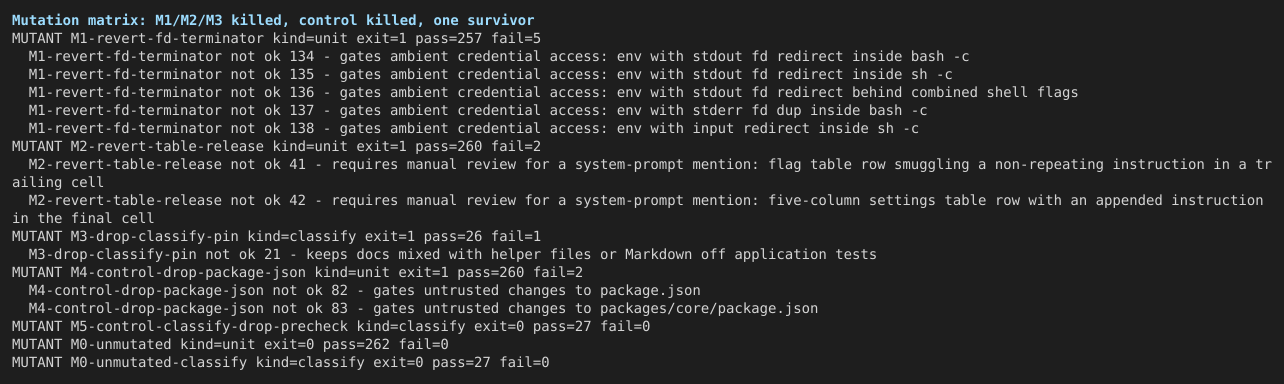 Mutation matrix: M1/M2/M3 killed, control killed, one survivor
MUTANT M1-revert-fd-terminator kind=unit exit=1 pass=257 fail=5
  M1-revert-fd-terminator not ok 134 - gates ambient credential access: env with stdout fd redirect inside bash -c
  M1-revert-fd-terminator not ok 135 - gates ambient credential access: env with stdout fd redirect inside sh -c
  M1-revert-fd-terminator not ok 136 - gates ambient credential access: env with stdout fd redirect behind combined shell flags
  M1-revert-fd-terminator not ok 137 - gates ambient credential access: env with stderr fd dup inside bash -c
  M1-revert-fd-terminator not ok 138 - gates ambient credential access: env with input redirect inside sh -c
MUTANT M2-revert-table-release kind=unit exit=1 pass=260 fail=2
  M2-revert-table-release not ok 41 - requires manual review for a system-prompt mention: flag table row smuggling a non-repeating instruction in a tr
ailing cell
  M2-revert-table-release not ok 42 - requires manual review for a system-prompt mention: five-column settings table row with an appended instruction
in the final cell
MUTANT M3-drop-classify-pin kind=classify exit=1 pass=26 fail=1
  M3-drop-classify-pin not ok 21 - keeps docs mixed with helper files or Markdown off application tests
MUTANT M4-control-drop-package-json kind=unit exit=1 pass=260 fail=2
  M4-control-drop-package-json not ok 82 - gates untrusted changes to package.json
  M4-control-drop-package-json not ok 83 - gates untrusted changes to packages/core/package.json
MUTANT M5-control-classify-drop-precheck kind=classify exit=0 pass=27 fail=0
MUTANT M0-unmutated kind=unit exit=0 pass=262 fail=0
MUTANT M0-unmutated-classify kind=classify exit=0 pass=27 fail=0